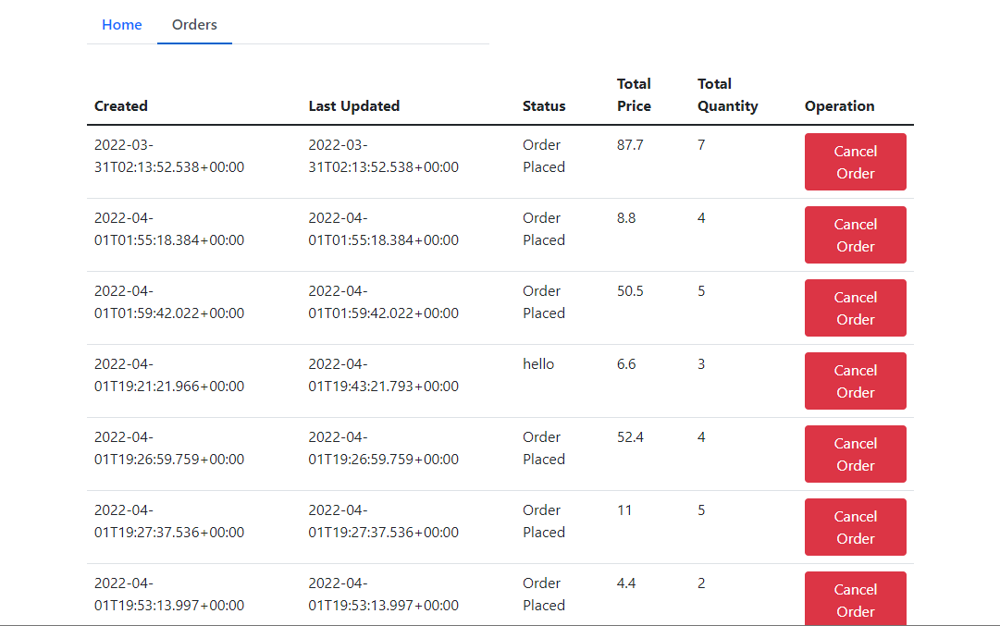 Home Orders
Total Total
Created Last Updated Status Price Quantity Operation
2022-03- 2022-03- Order 87.7 7 Cancel
31T02:13:52.538+00:00 31T02:13:52.538+00:00 Placed Order
2022-04- 2022-04- Order 8.8 4 Cancel
01T01:55:18.384+00:00 01T01:55:18.384+00:00 Placed Order
2022-04- 2022-04- Order 50.5 5 Cancel
01T01:59:42.022+00:00 01T01:59:42.022+00:00 Placed Order
2022-04- 2022-04- hello 6.6 3 Cancel
01T19:21:21.966+00:00 01T19:43:21.793+00:00 Order
2022-04- 2022-04- Order 52.4 4 Cancel
01T19:26:59.759+00:00 01T19:26:59.759+00:00 Placed Order
2022-04- 2022-04- Order 11 5 Cancel
01T19:27:37.536+00:00 01T19:27:37.536+00:00 Placed Order
2022-04- 2022-04- Order 4.4 2 Cancel
01T19:53:13.997+00:00 01T19:53:13.997+00:00 Placed Order